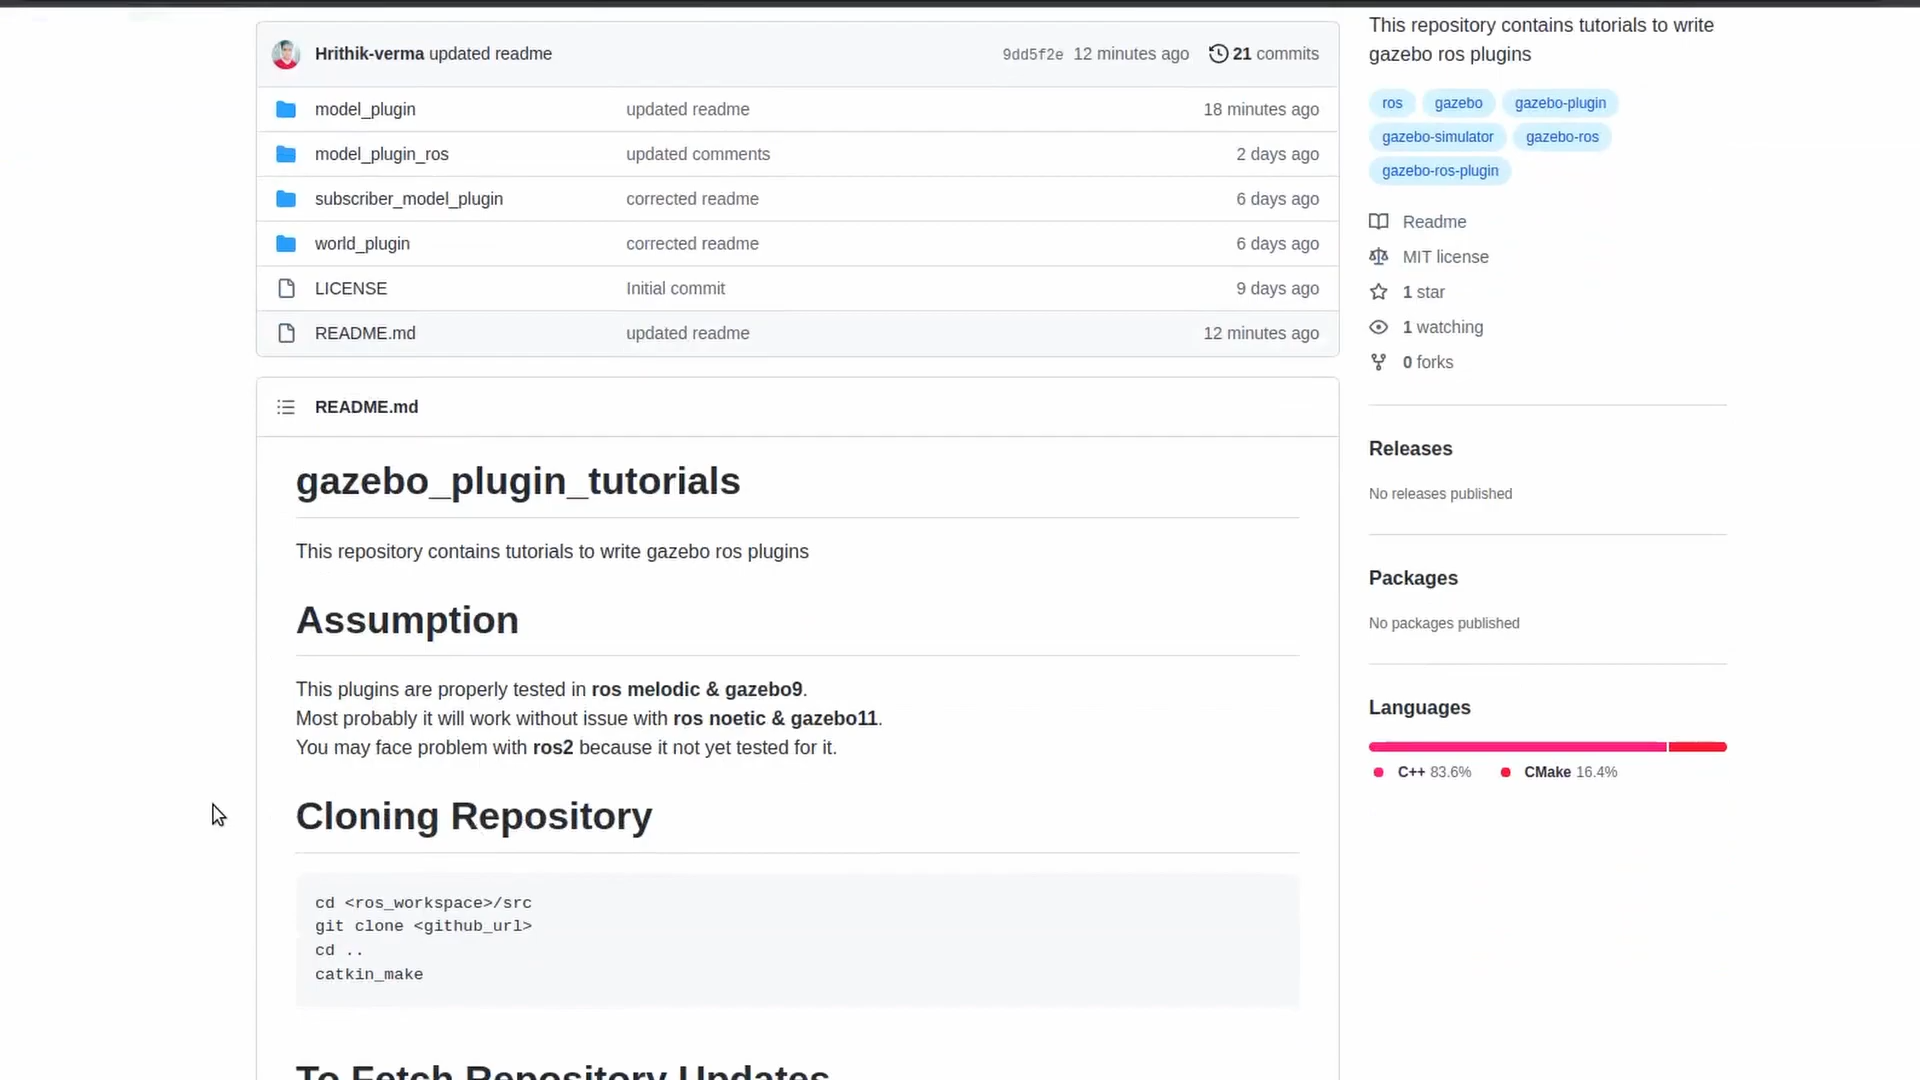 Hrithik-verma updated readme 9dd5f2e 12 minutes ago 21 commits
model_plugin updated readme 18 minutes ago
model_plugin_ros updated comments 2 days ago
subscriber_model_plugin corrected readme 6 days ago
world_plugin corrected readme 6 days ago
LICENSE Initial commit 9 days ago
README.md updated readme 12 minutes ago
README.md
gazebo_plugin_tutorials
This repository contains tutorials to write gazebo ros plugins
Assumption
This plugins are properly tested in ros melodic & gazebo9.
Most probably it will work without issue with ros noetic & gazebo11.
You may face problem with ros2 because it not yet tested for it.
Cloning Repository
cd <ros_workspace>/src
git clone <github_url>
cd ..
catkin_make
To Fetch Repository Updates
This repository contains tutorials to write
gazebo ros plugins
ros gazebo gazebo-plugin
gazebo-simulator gazebo-ros
gazebo-ros-plugin
Readme
MIT license
1 star
1 watching
0 forks
Releases
No releases published
Packages
No packages published
Languages
C++ 83.6% CMake 16.4%